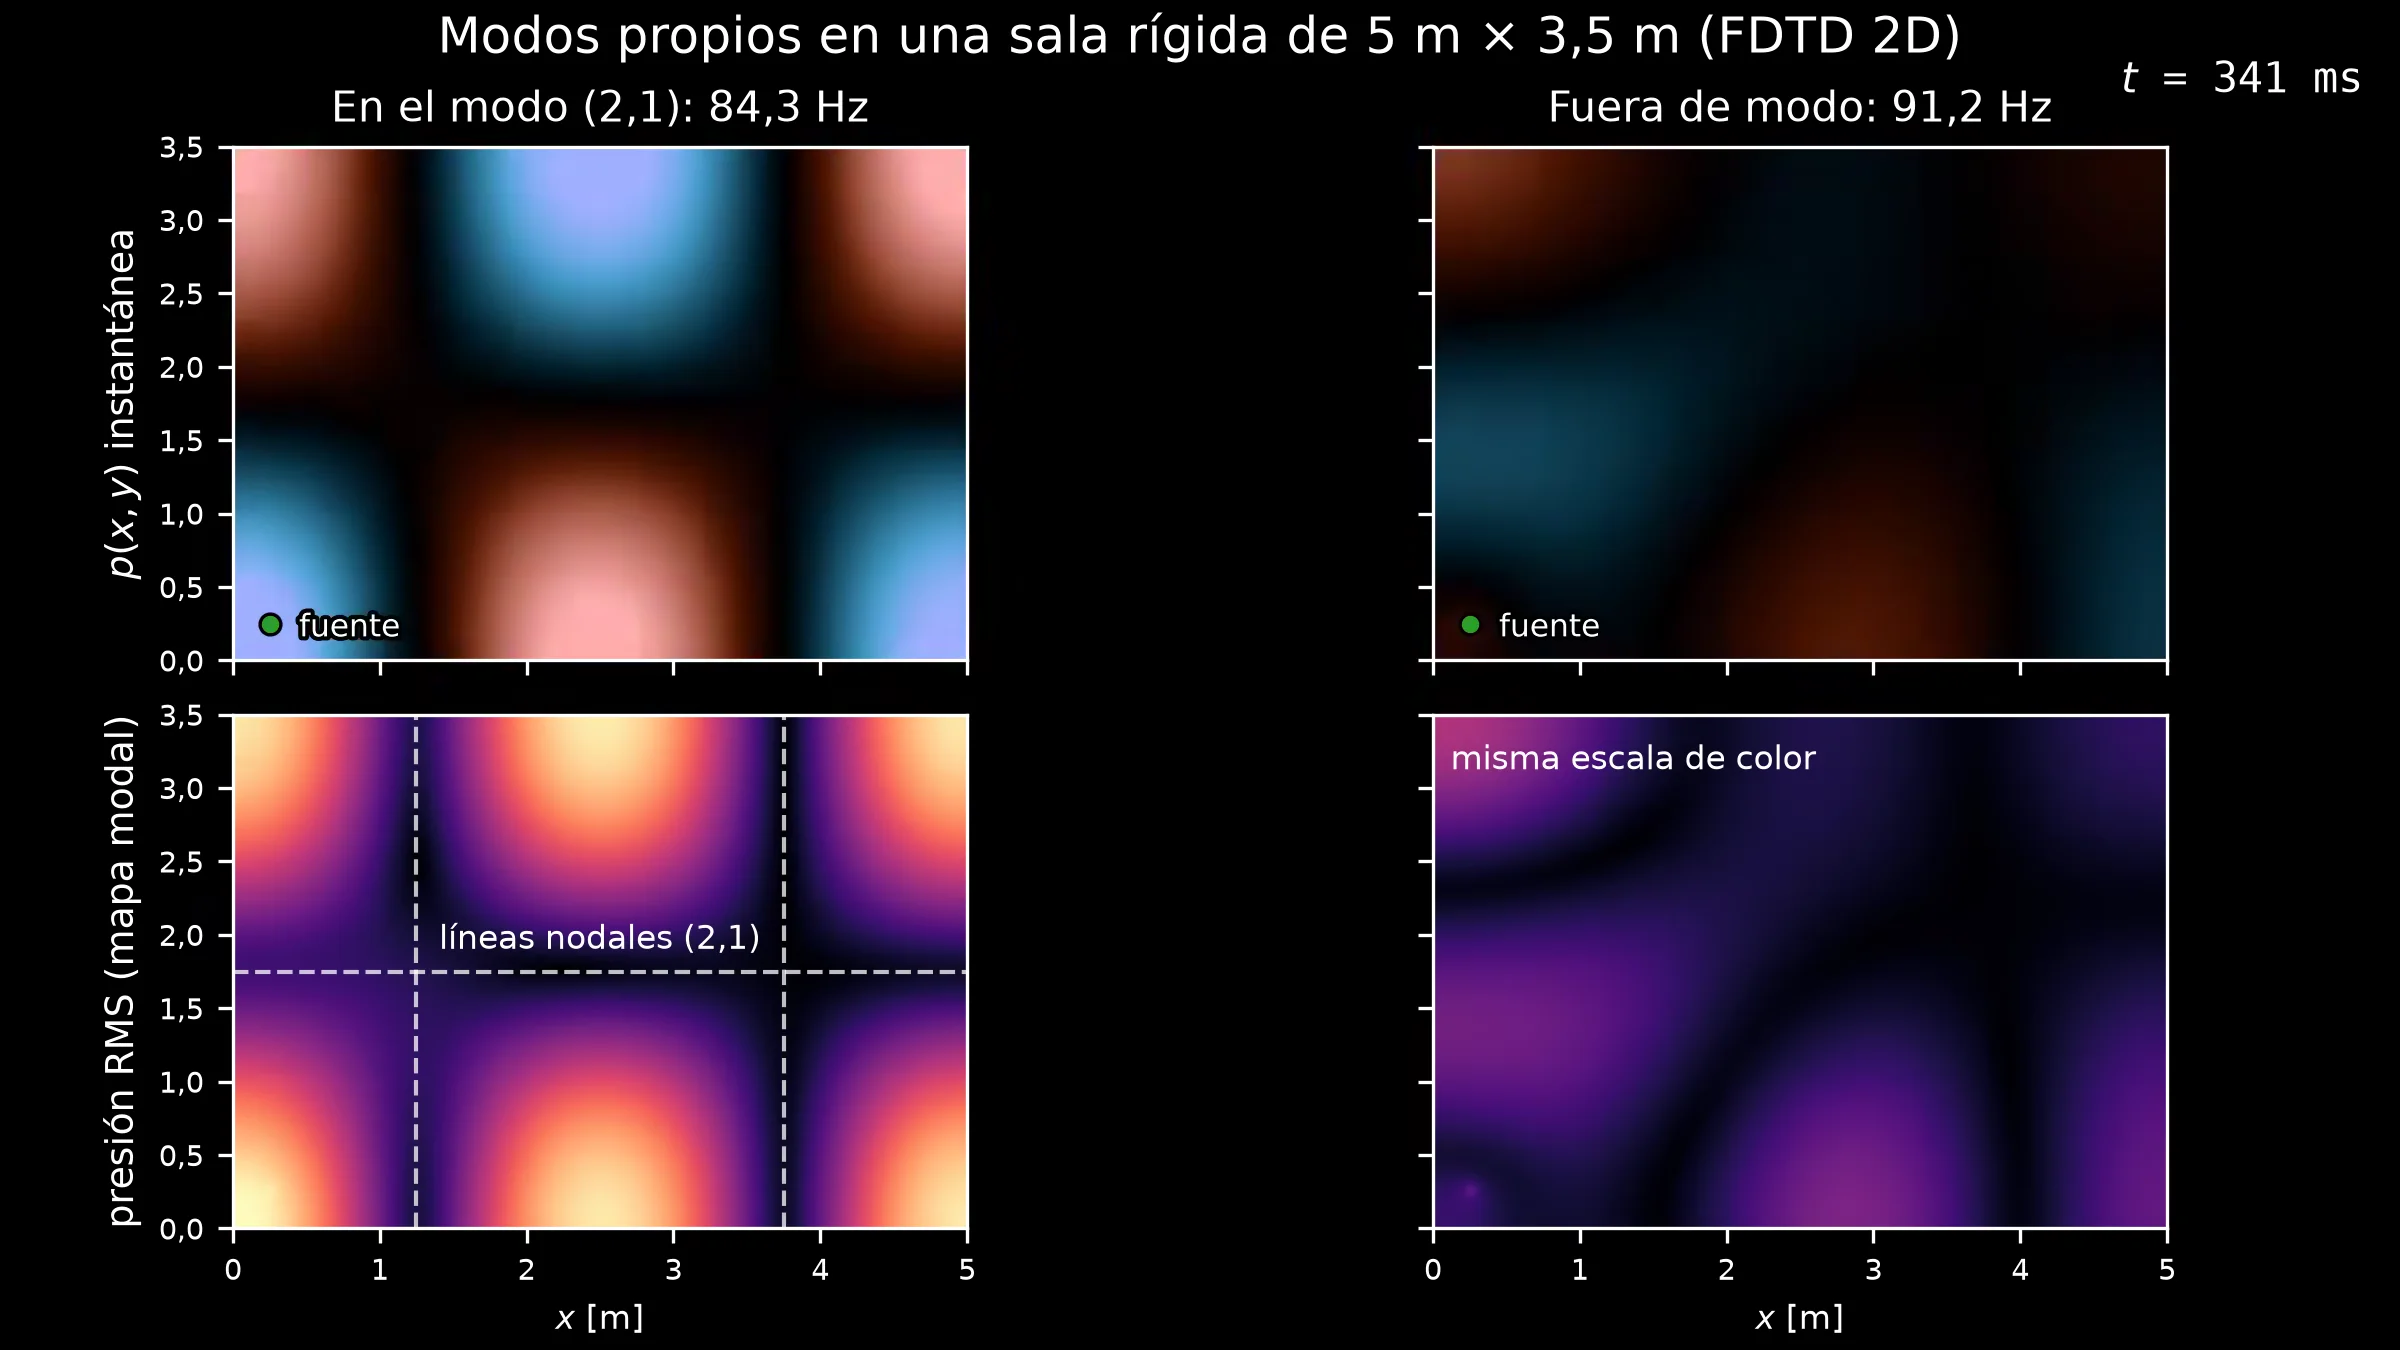 Modos propios en una sala rígida de 5 m × 3,5 m (FDTD 2D)
t = 341 ms
En el modo (2,1): 84,3 Hz
Fuera de modo: 91,2 Hz
p(x, y) instantánea
3,5
3,0
2,5
2,0
1,5
1,0
0,5
0,0
fuente
fuente
presión RMS (mapa modal)
3,5
3,0
2,5
2,0
1,5
1,0
0,5
0,0
líneas nodales (2,1)
misma escala de color
0 1 2 3 4 5
x [m]
0 1 2 3 4 5
x [m]